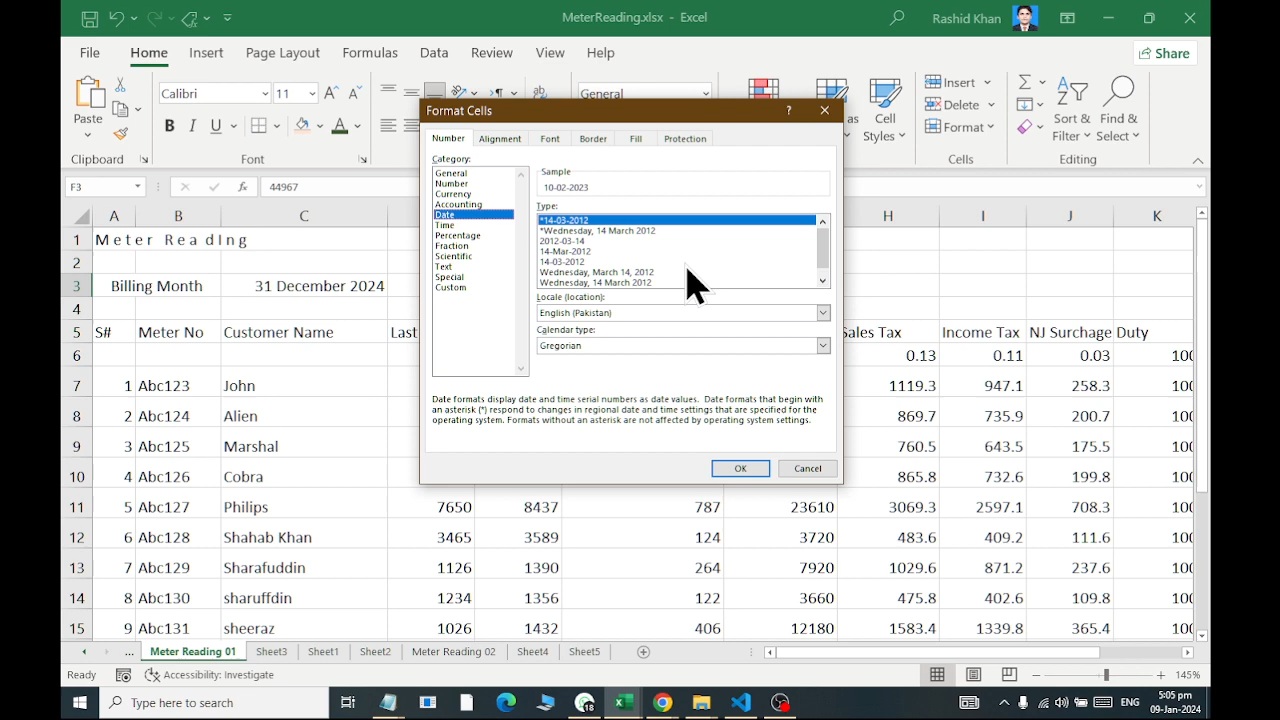 MeterReading.xlsx - Excel
Rashid Khan
File Home Insert Page Layout Formulas Data Review View Help
Share
Calibri 11
General
Paste
Cell
Styles
Insert
Delete
Format
Sort &
Filter
Find &
Select
as
Clipboard Font Cells Editing
F3 fx 44967
A B C H I J K
1 Meter Reading
2
3 Billing Month 31 December 2024
4
5 S# Meter No Customer Name Last Sales Tax Income Tax NJ Surchage Duty
6 0.13 0.11 0.03 100
7 1 Abc123 John 1119.3 947.1 258.3 100
8 2 Abc124 Alien 869.7 735.9 200.7 100
9 3 Abc125 Marshal 760.5 643.5 175.5 100
10 4 Abc126 Cobra 865.8 732.6 199.8 100
11 5 Abc127 Philips 7650 8437 787 23610 3069.3 2597.1 708.3 100
12 6 Abc128 Shahab Khan 3465 3589 124 3720 483.6 409.2 111.6 100
13 7 Abc129 Sharafuddin 1126 1390 264 7920 1029.6 871.2 237.6 100
14 8 Abc130 sharuffdin 1234 1356 122 3660 475.8 402.6 109.8 100
15 9 Abc131 sheeraz 1026 1432 406 12180 1583.4 1339.8 365.4 100
Format Cells ?
Number Alignment Font Border Fill Protection
Category:
General
Number
Currency
Accounting
Date
Time
Percentage
Fraction
Scientific
Text
Special
Custom
Sample
10-02-2023
Type:
*14-03-2012
*Wednesday, 14 March 2012
2012-03-14
14-Mar-2012
14-03-2012
Wednesday, March 14, 2012
Wednesday, 14 March 2012
Locale (location):
English (Pakistan)
Calendar type:
Gregorian
Date formats display date and time serial numbers as date values. Date formats that begin with
an asterisk (*) respond to changes in regional date and time settings that are specified for the
operating system. Formats without an asterisk are not affected by operating system settings.
OK Cancel
... Meter Reading 01 Sheet3 Sheet1 Sheet2 Meter Reading 02 Sheet4 Sheet5
Ready Accessibility: Investigate 145%
Type here to search
ENG
5:05 pm
09-Jan-2024